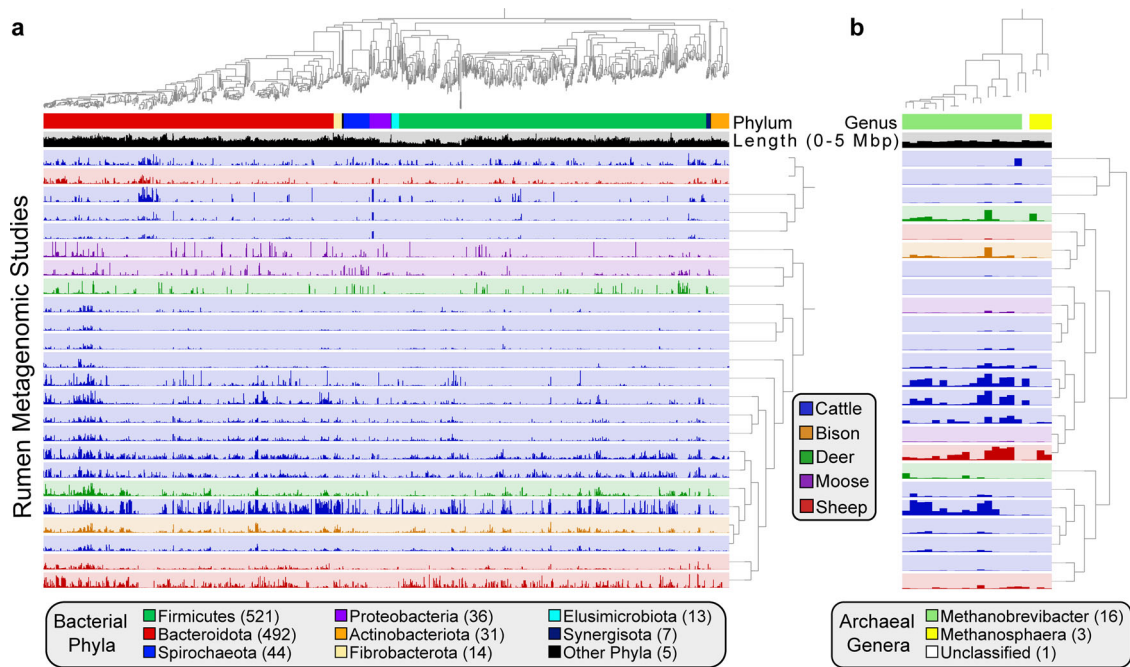 a
b
Phylum
Genus
Length (0-5 Mbp)
Rumen Metagenomic Studies
Cattle
Bison
Deer
Moose
Sheep
Bacterial Phyla
Firmicutes (521)
Proteobacteria (36)
Elusimicrobiota (13)
Bacteroidota (492)
Actinobacteriota (31)
Synergisota (7)
Spirochaeota (44)
Fibrobacterota (14)
Other Phyla (5)
Archaeal Genera
Methanobrevibacter (16)
Methanosphaera (3)
Unclassified (1)